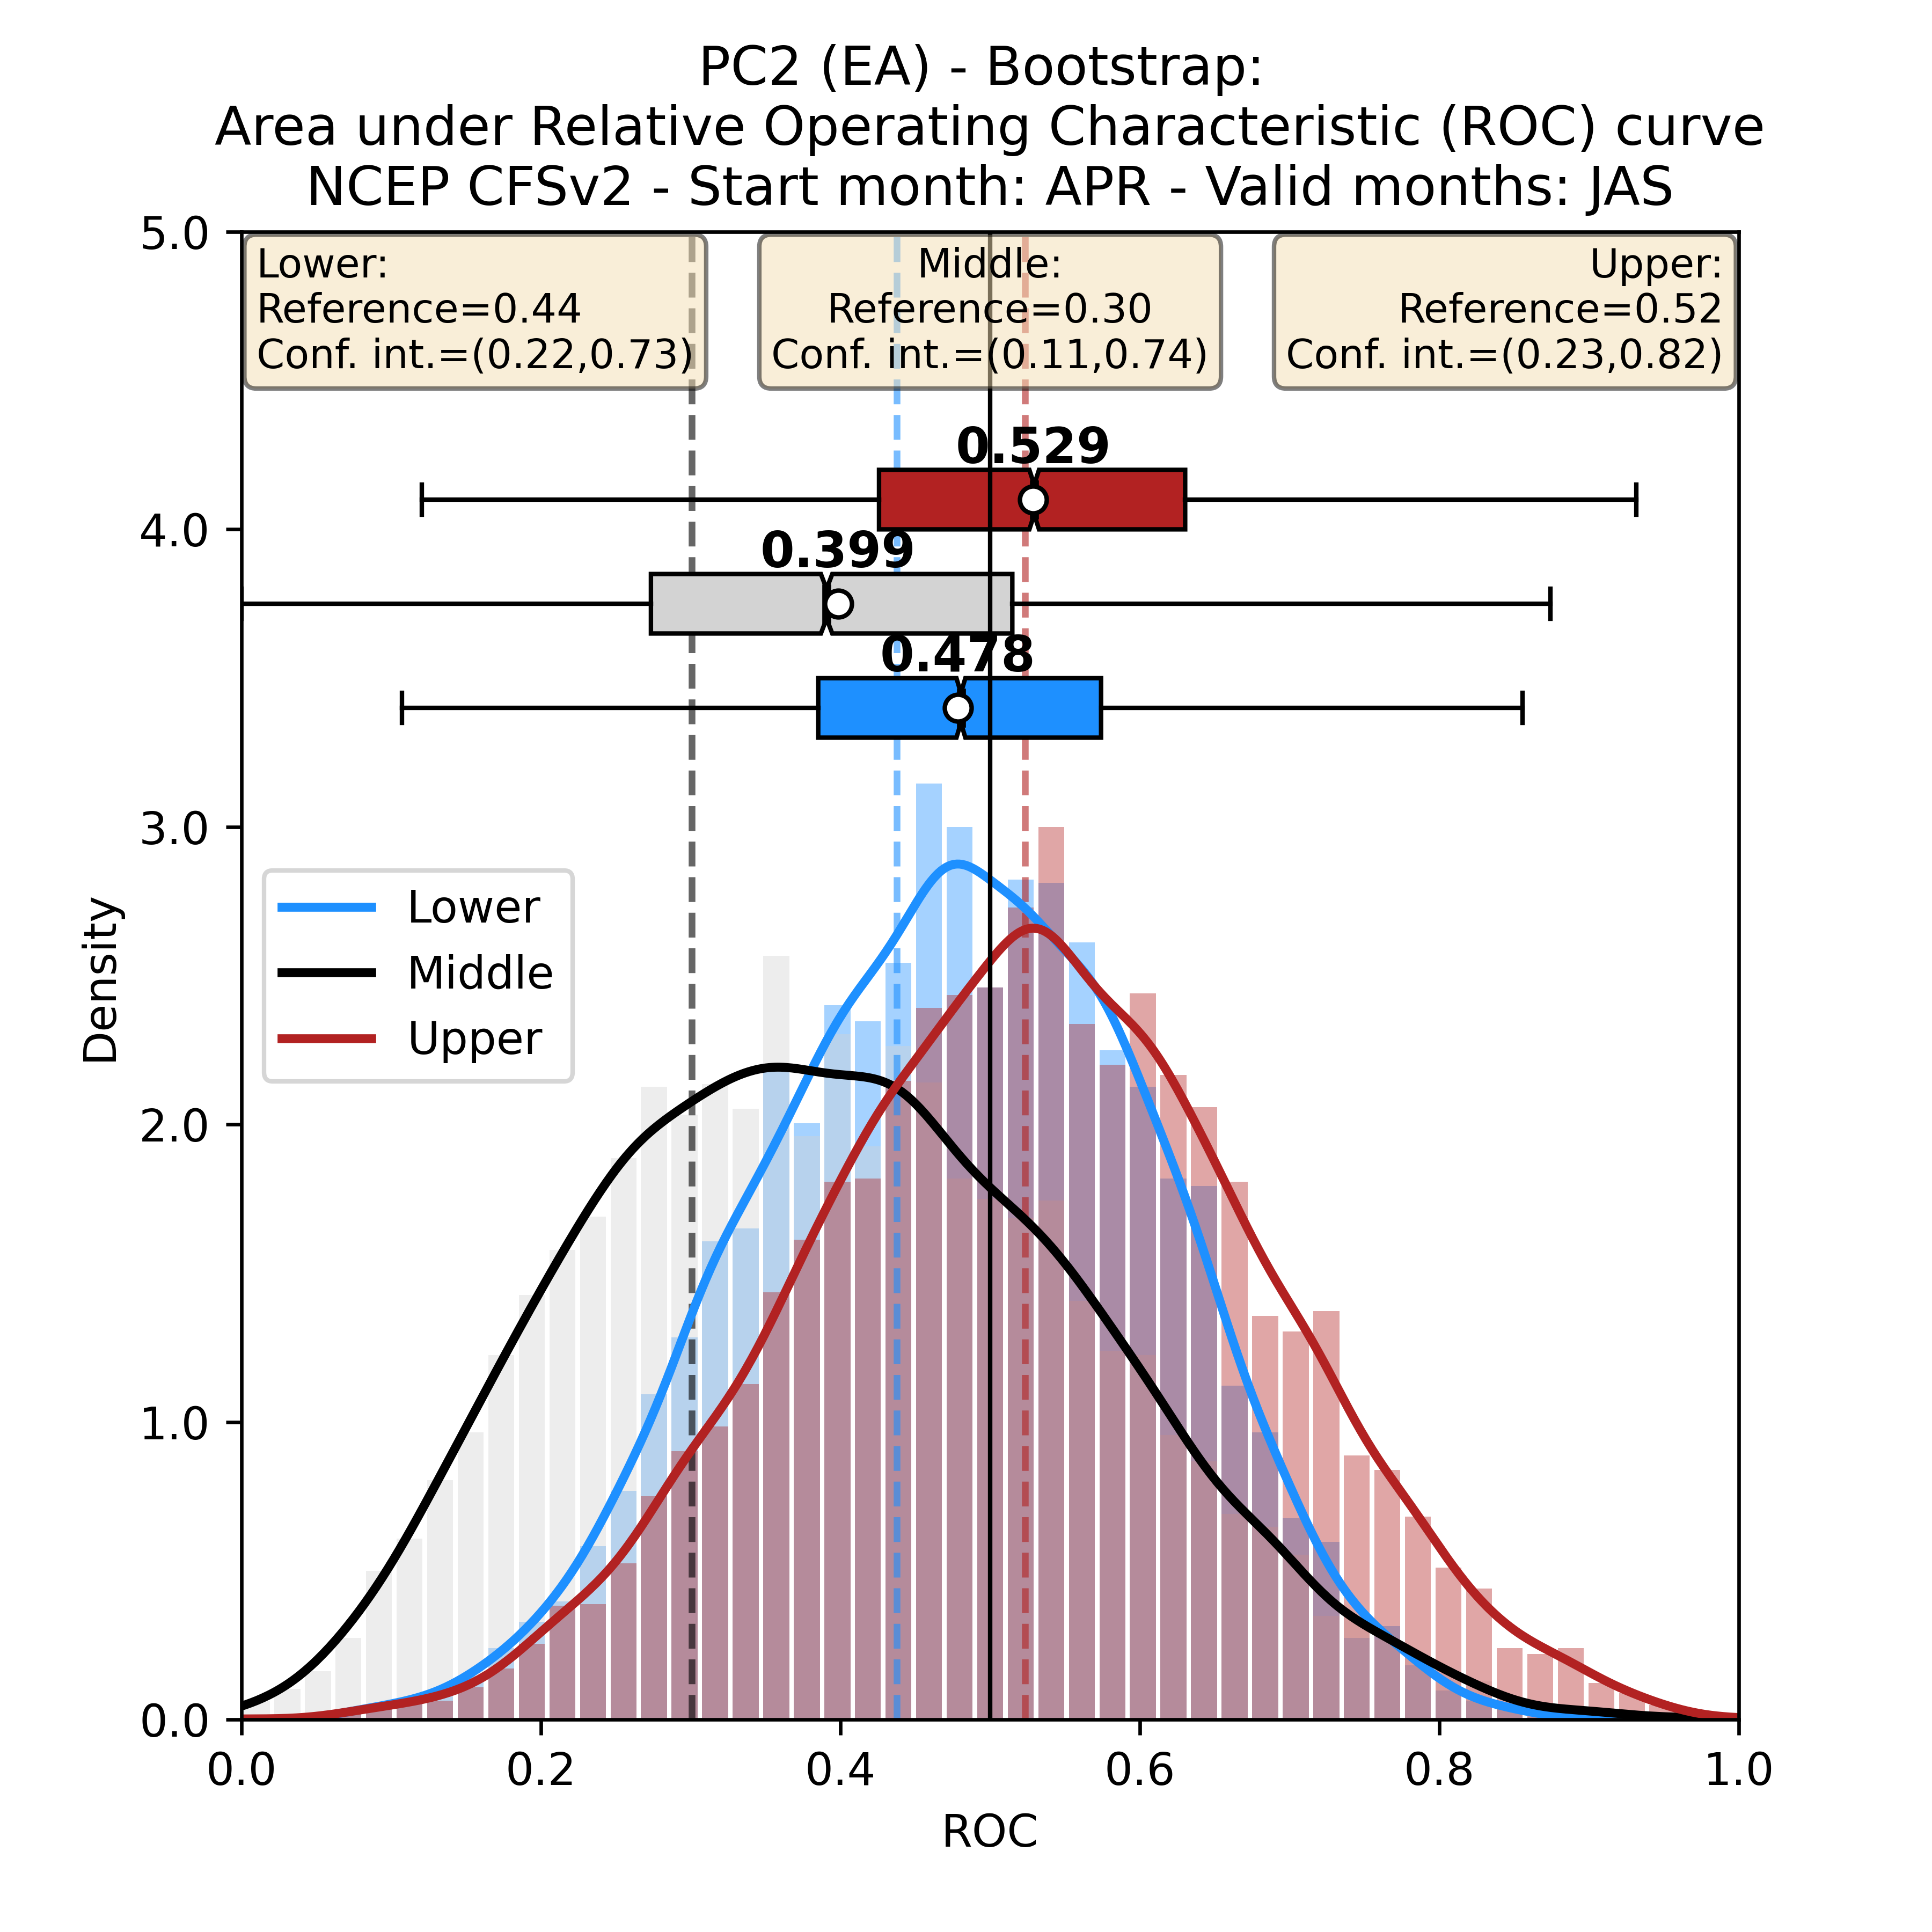 PC2 (EA) - Bootstrap:
Area under Relative Operating Characteristic (ROC) curve
NCEP CFSv2 - Start month: APR - Valid months: JAS
Lower:
Reference=0.44
Conf. int.=(0.22,0.73)
Middle:
Reference=0.30
Conf. int.=(0.11,0.74)
Upper:
Reference=0.52
Conf. int.=(0.23,0.82)
0.529
0.399
0.478
Lower
Middle
Upper
Density
5.0
4.0
3.0
2.0
1.0
0.0
0.0 0.2 0.4 0.6 0.8 1.0
ROC